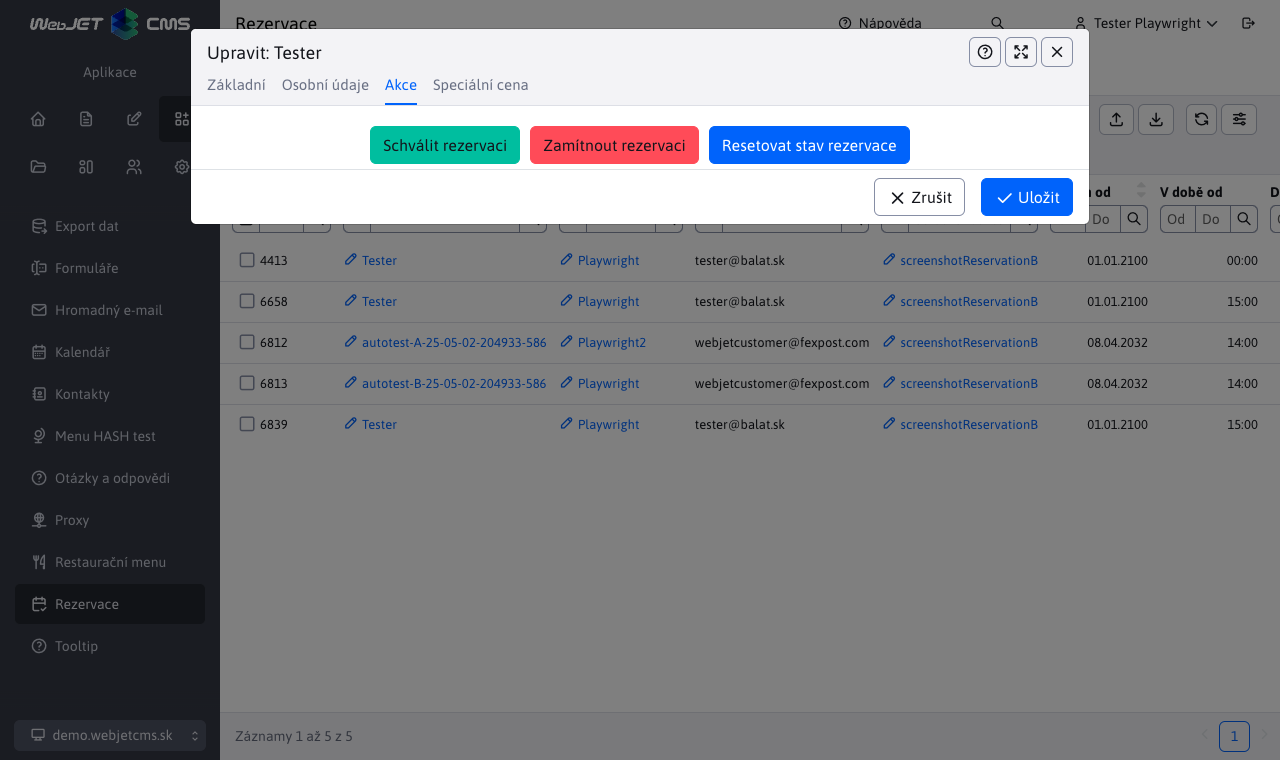 WebJET CMS
Rezervace
Nápověda
Tester Playwright
Aplikace
Upravit: Tester
Základní
Osobní údaje
Akce
Speciální cena
Schválit rezervaci
Zamítnout rezervaci
Resetovat stav rezervace
Zrušit
Uložit
od
V době od
D
Do
Od
Do
4413 Tester Playwright tester@balat.sk screenshotReservationB 01.01.2100 00:00
6658 Tester Playwright tester@balat.sk screenshotReservationB 01.01.2100 15:00
6812 autotest-A-25-05-02-204933-586 Playwright2 webjetcustomer@fexpost.com screenshotReservationB 08.04.2032 14:00
6813 autotest-B-25-05-02-204933-586 Playwright webjetcustomer@fexpost.com screenshotReservationB 08.04.2032 14:00
6839 Tester Playwright tester@balat.sk screenshotReservationB 01.01.2100 15:00
Export dat
Formuláře
Hromadný e-mail
Kalendář
Kontakty
Menu HASH test
Otázky a odpovědi
Proxy
Restaurační menu
Rezervace
Tooltip
demo.webjetcms.sk
Záznamy 1 až 5 z 5
1